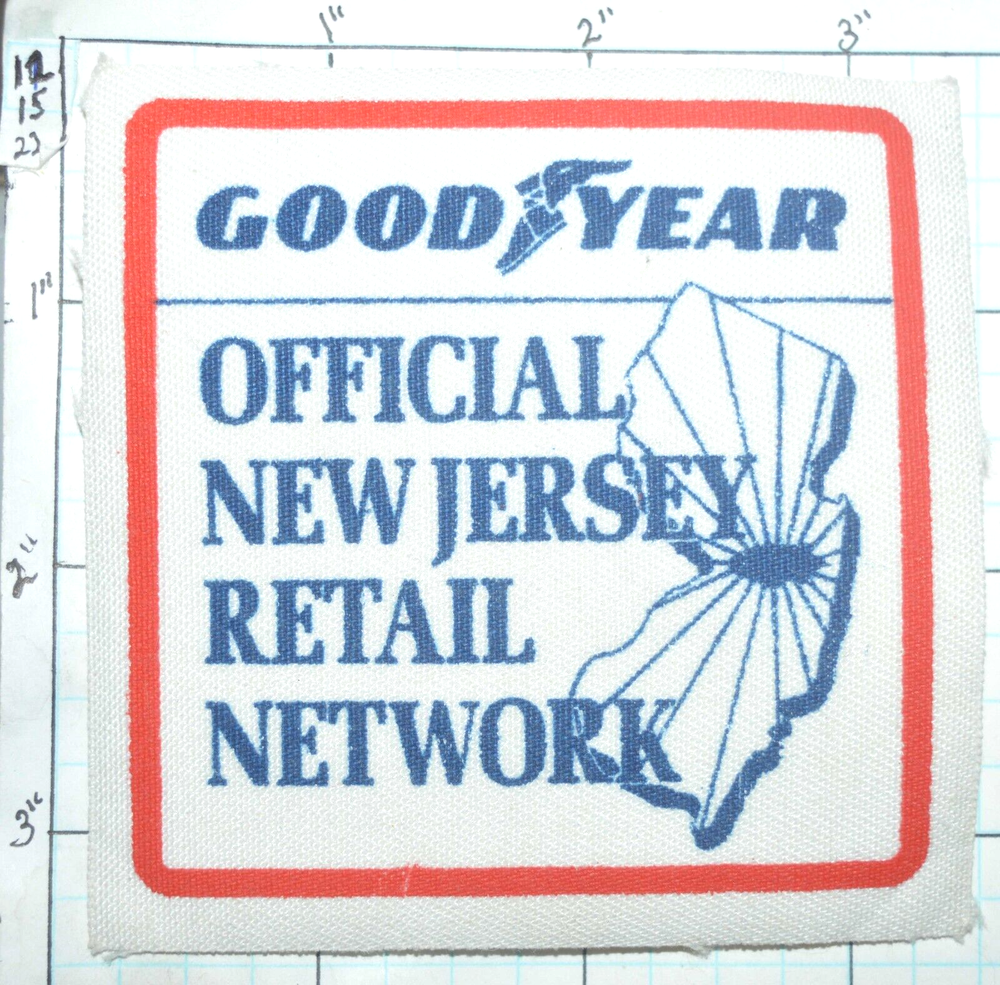 1" 2" 3"
12
15
23
GOODYEAR
1"
OFFICIAL
NEW JERSEY
2"
RETAIL
NETWORK
3"